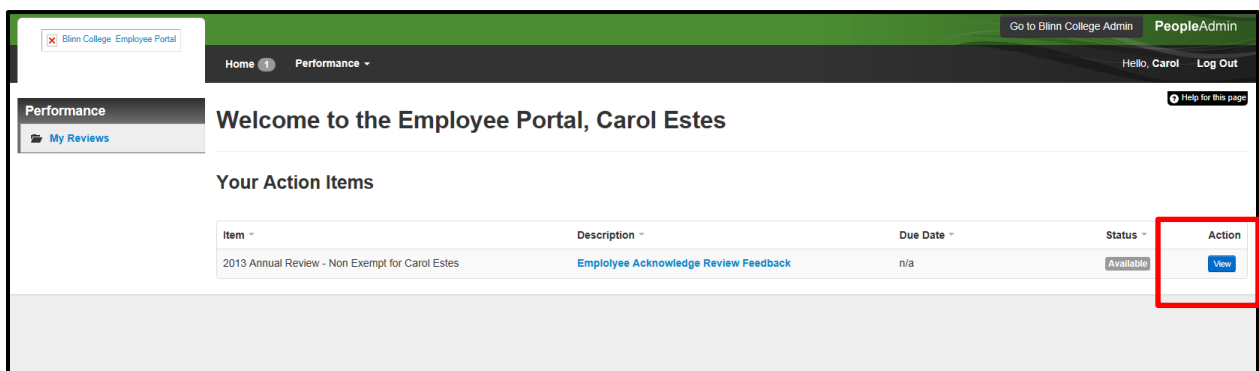 Blinn College Employee Portal
Go to Blinn College Admin PeopleAdmin
Home 1 Performance Hello, Carol Log Out
Help for this page
Performance
My Reviews
Welcome to the Employee Portal, Carol Estes
Your Action Items
Item Description Due Date Status Action
2013 Annual Review - Non Exempt for Carol Estes Emplolyee Acknowledge Review Feedback n/a Available View